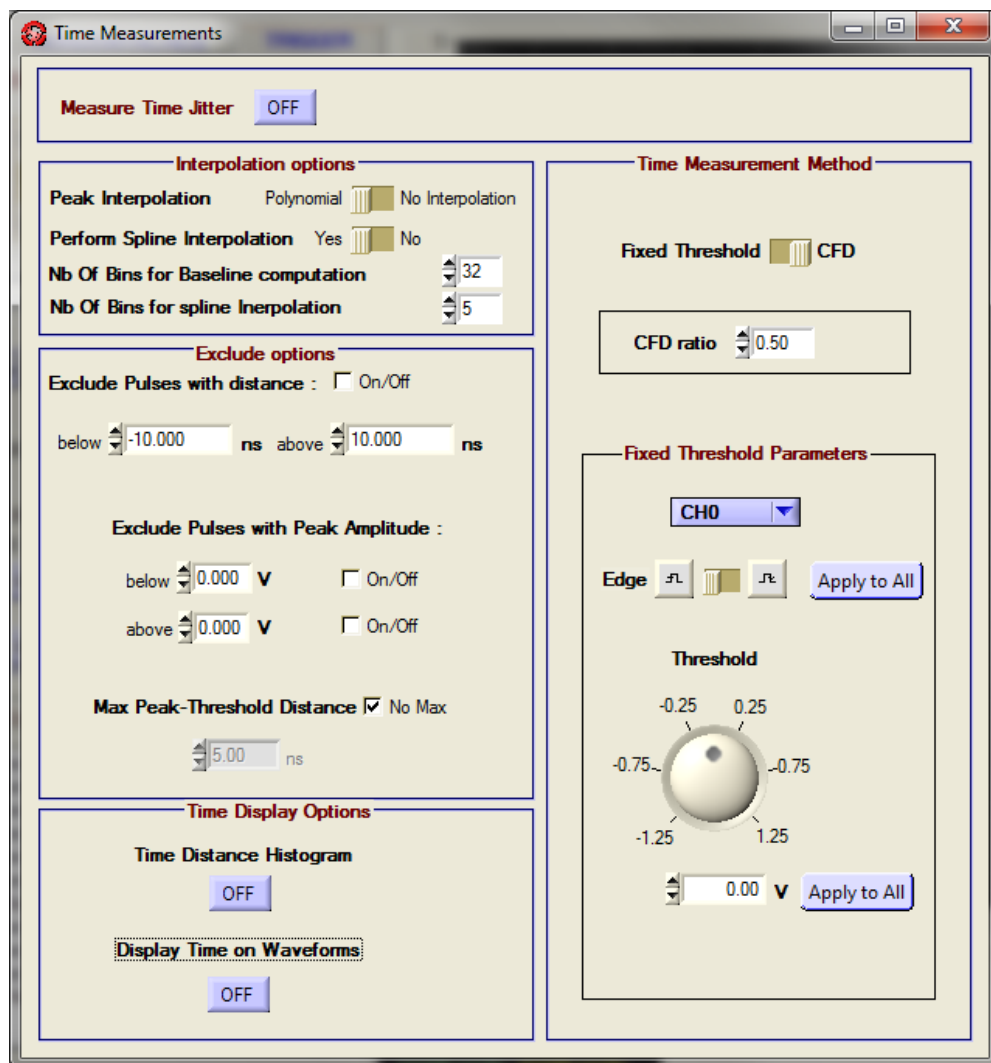 Time Measurements
Measure Time Jitter OFF
Interpolation options
Peak Interpolation Polynomial No Interpolation
Perform Spline Interpolation Yes No
Nb Of Bins for Baseline computation 32
Nb Of Bins for spline Inerpolation 5
Exclude options
Exclude Pulses with distance : On/Off
below -10.000 ns above 10.000 ns
Exclude Pulses with Peak Amplitude :
below 0.000 V On/Off
above 0.000 V On/Off
Max Peak-Threshold Distance No Max
5.00 ns
Time Display Options
Time Distance Histogram
OFF
Display Time on Waveforms
OFF
Time Measurement Method
Fixed Threshold CFD
CFD ratio 0.50
Fixed Threshold Parameters
CH0
Edge Apply to All
Threshold
-0.25 0.25
-0.75 0.75
-1.25 1.25
0.00 V Apply to All